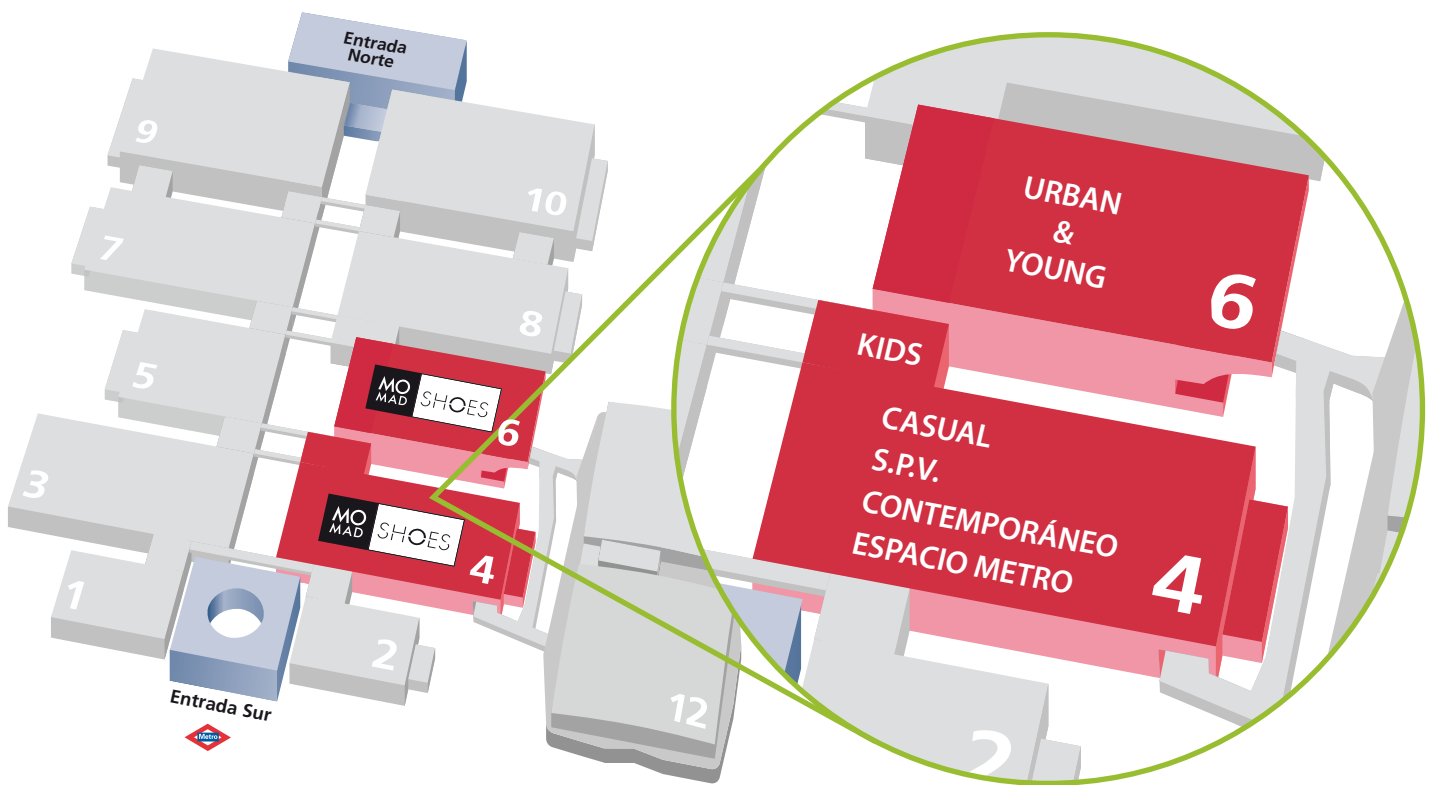 Entrada
Norte
9
10
7
8
5
MO
MAD
SHOES
6
3
MO
MAD
SHOES
4
1
2
12
Entrada Sur
Metro
URBAN
&
YOUNG
6
KIDS
CASUAL
S.P.V.
CONTEMPORÁNEO
ESPACIO METRO
4
2